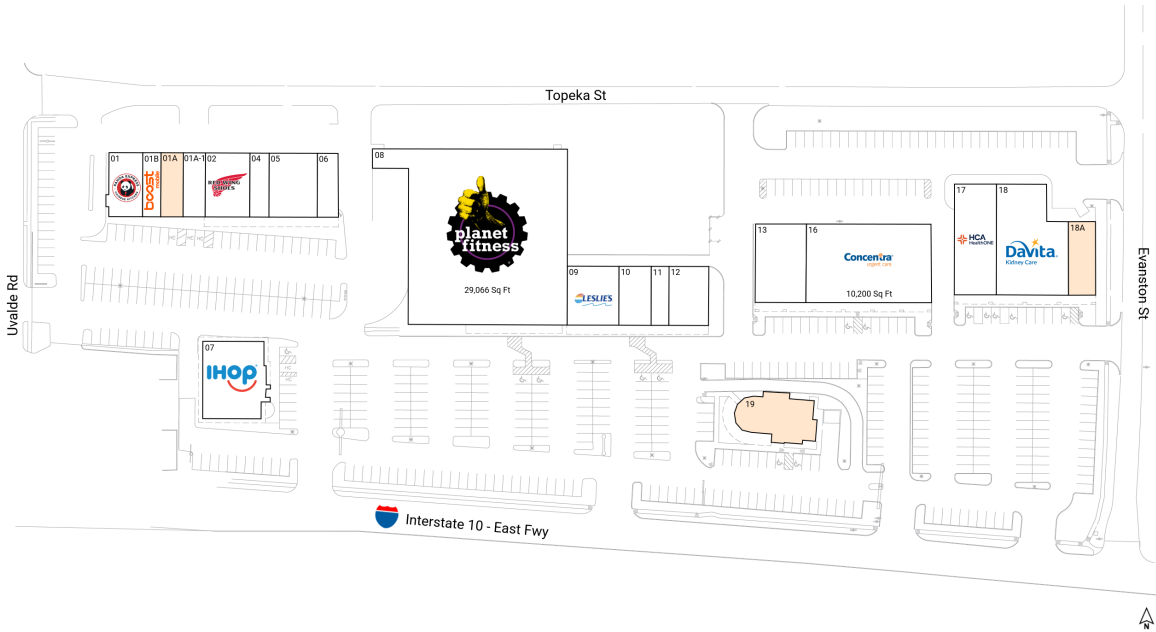 Topeka St
Uvalde Rd
Evanston St
01
01B
01A
01A-1
02
04
05
06
boost
mobile
RED WING
SHOES
08
planet
fitness
29,066 Sq Ft
09
10
11
12
LESLIE'S
13
16
Concentra
urgent care
10,200 Sq Ft
17
18
18A
HCA
HealthONE
DaVita
Kidney Care
07
IHOP
19
Interstate 10 - East Fwy
N